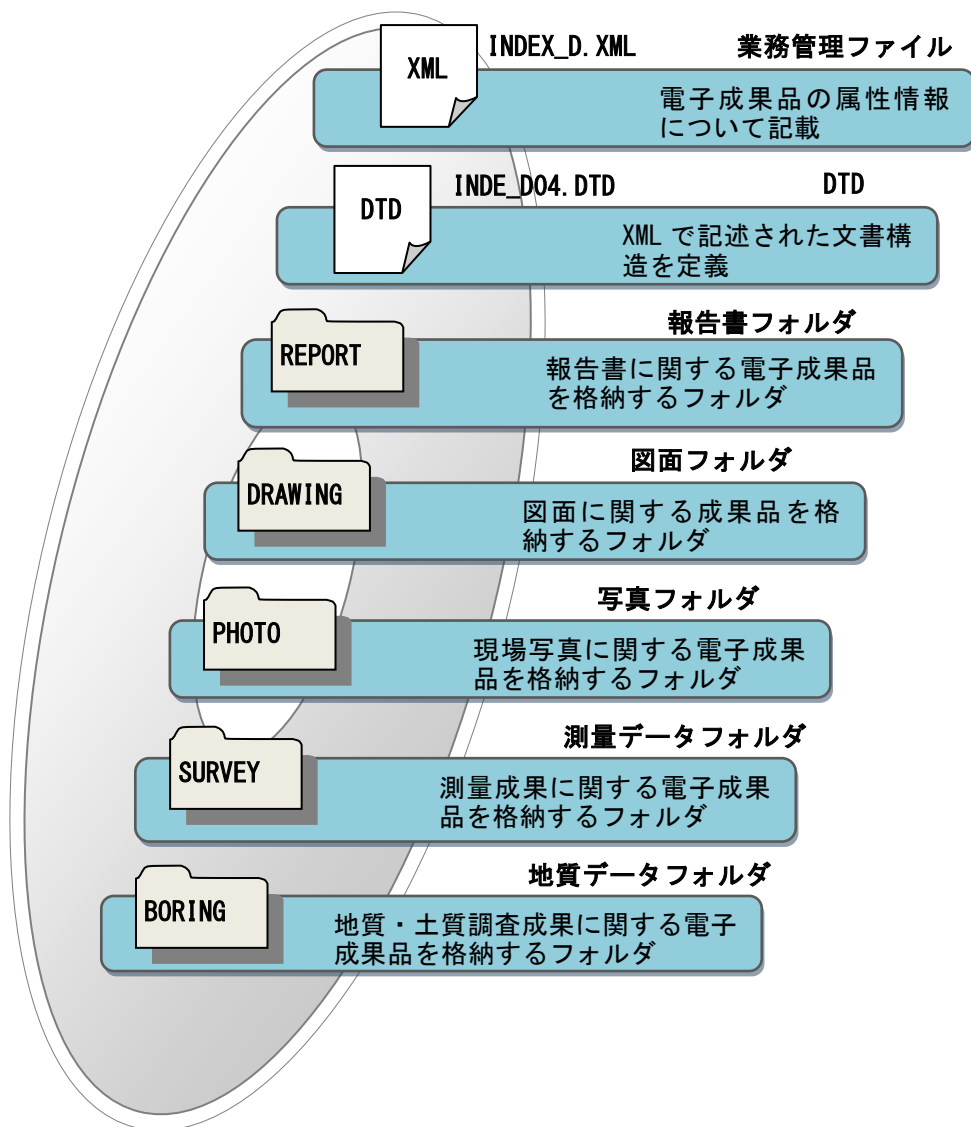 INDEX_D.XML 業務管理ファイル
XML
電子成果品の属性情報
について記載
INDE_D04.DTD DTD
DTD
XML で記述された文書構
造を定義
報告書フォルダ
REPORT
報告書に関する電子成果品
を格納するフォルダ
図面フォルダ
DRAWING
図面に関する成果品を格
納するフォルダ
写真フォルダ
PHOTO
現場写真に関する電子成果
品を格納するフォルダ
測量データフォルダ
SURVEY
測量成果に関する電子成果
品を格納するフォルダ
地質データフォルダ
BORING
地質・土質調査成果に関する電子
成果品を格納するフォルダ